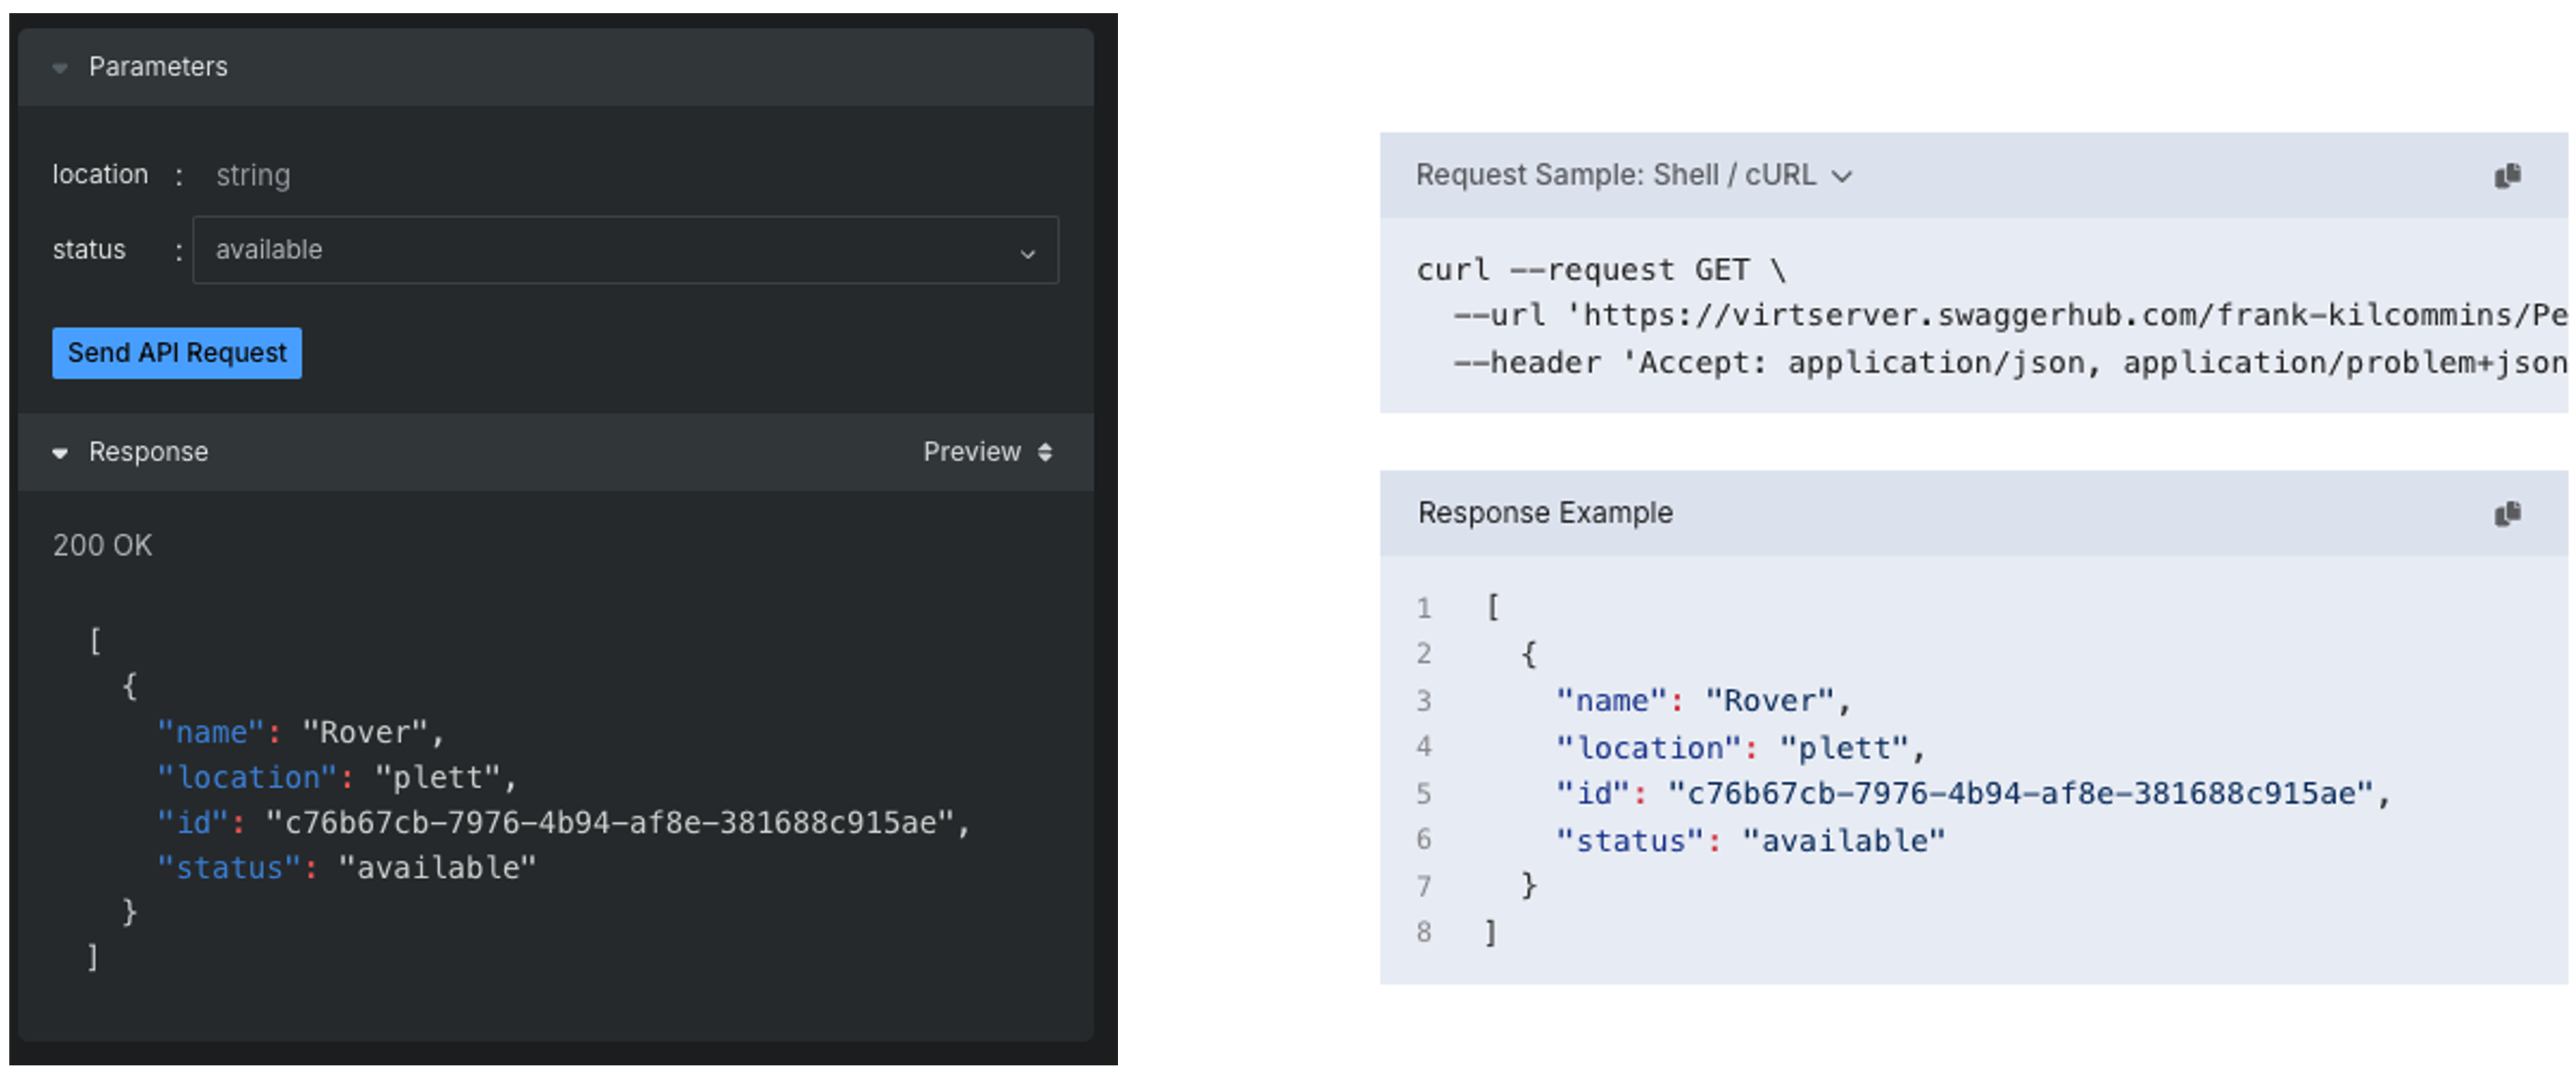 Parameters
location : string
status : available
Send API Request
Response Preview
200 OK
[
{
"name": "Rover",
"location": "plett",
"id": "c76b67cb-7976-4b94-af8e-381688c915ae",
"status": "available"
}
]
Request Sample: Shell / cURL
curl --request GET \
--url 'https://virtserver.swaggerhub.com/frank-kilcommins/Pe
--header 'Accept: application/json, application/problem+json
Response Example
1 [
2 {
3 "name": "Rover",
4 "location": "plett",
5 "id": "c76b67cb-7976-4b94-af8e-381688c915ae",
6 "status": "available"
7 }
8 ]